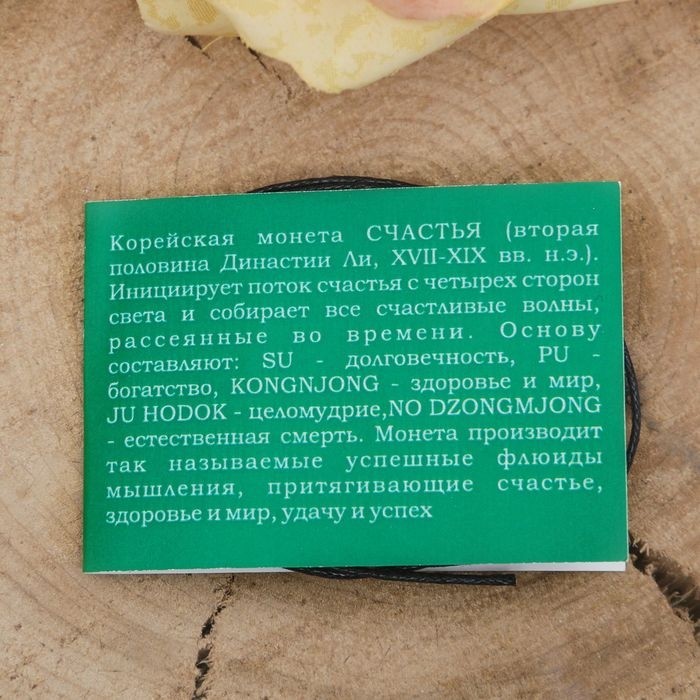 Корейская монета СЧАСТЬЯ (вторая
половина Династии Ли, XVII-XIX вв. н.э.).
Инициирует поток счастья с четырех сторон
света и собирает все счастливые волны,
рассеянные во времени. Основу
составляют: SU - долговечность, PU -
богатство, KONGNJONG - здоровье и мир,
JU HODOK - целомудрие,NO DZONGMJONG
- естественная смерть. Монета производит
так называемые успешные флюиды
мышления, притягивающие счастье,
здоровье и мир, удачу и успех